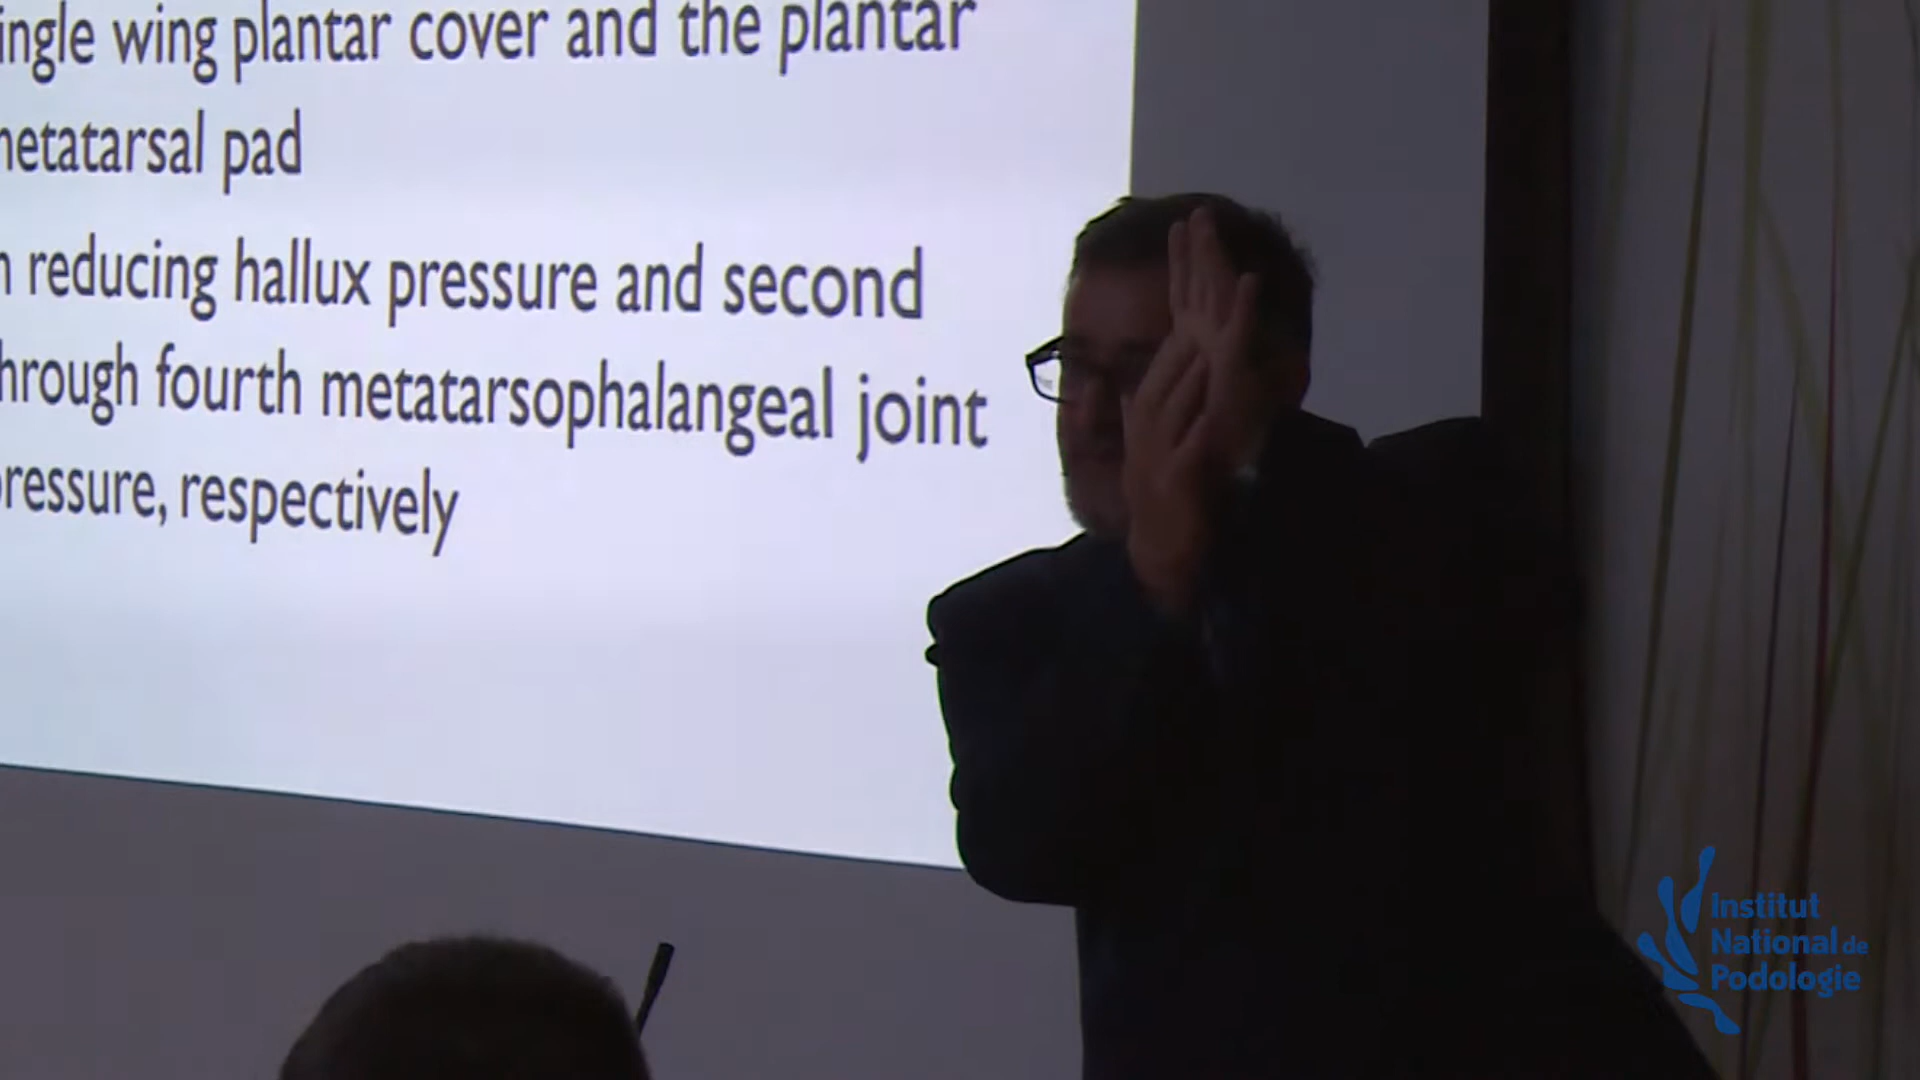 ingle wing plantar cover and the plantar
etatarsal pad
reducing hallux pressure and second
hrough fourth metatarsophalangeal joint
ressure, respectively
Institut
National de
Podologie